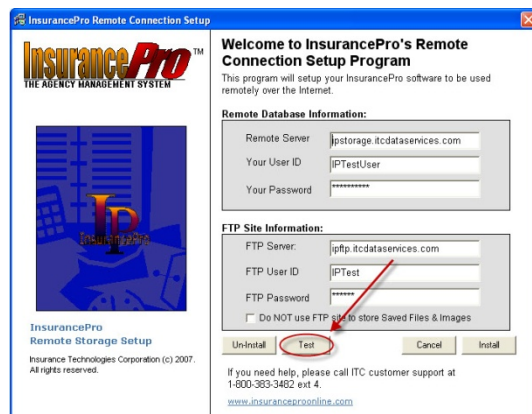 InsurancePro Remote Connection Setup
InsurancePro™
THE AGENCY MANAGEMENT SYSTEM
IP
InsurancePro
InsurancePro
Remote Storage Setup
Insurance Technologies Corporation (c) 2007.
All rights reserved.
Welcome to InsurancePro's Remote
Connection Setup Program
This program will setup your InsurancePro software to be used
remotely over the Internet.
Remote Database Information:
Remote Server ipstorage.itcdataservices.com
Your User ID IPTestUser
Your Password **********
FTP Site Information:
FTP Server: ipftp.itcdataservices.com
FTP User ID IPTest
FTP Password ******
Do NOT use FTP site to store Saved Files & Images
Un-Install Test Cancel Install
If you need help, please call ITC customer support at
1-800-383-3482 ext 4.
www.insuranceproonline.com